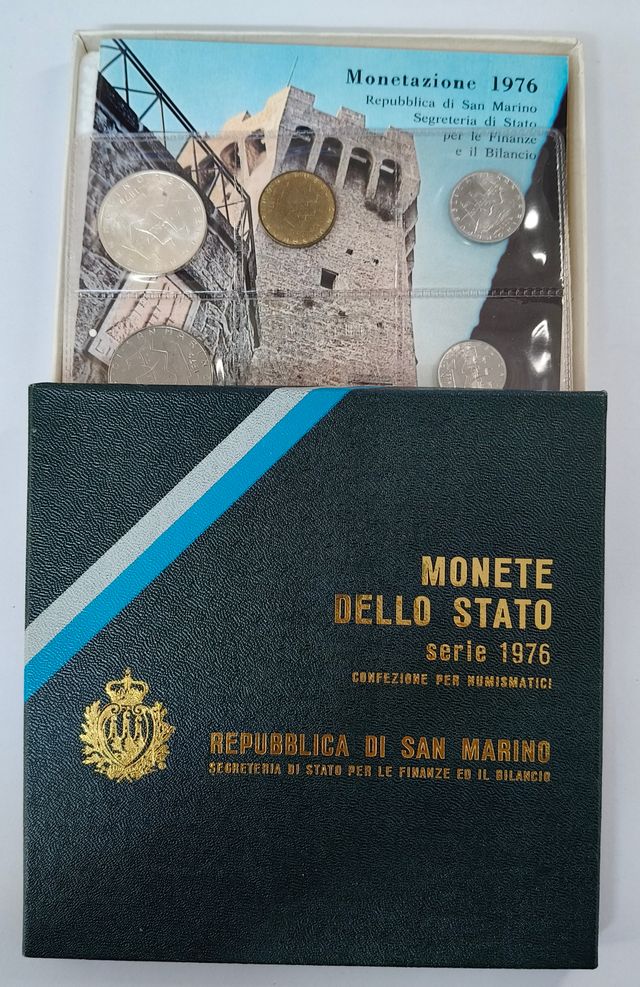 Monetazione 1976
Repubblica di San Marino
Segreteria di Stato
per le Finanze
e il Bilancio
MONETE
DELLO STATO
serie 1976
CONFEZIONE PER NUMISMATICI
REPUBBLICA DI SAN MARINO
SEGRETERIA DI STATO PER LE FINANZE ED IL BILANCIO